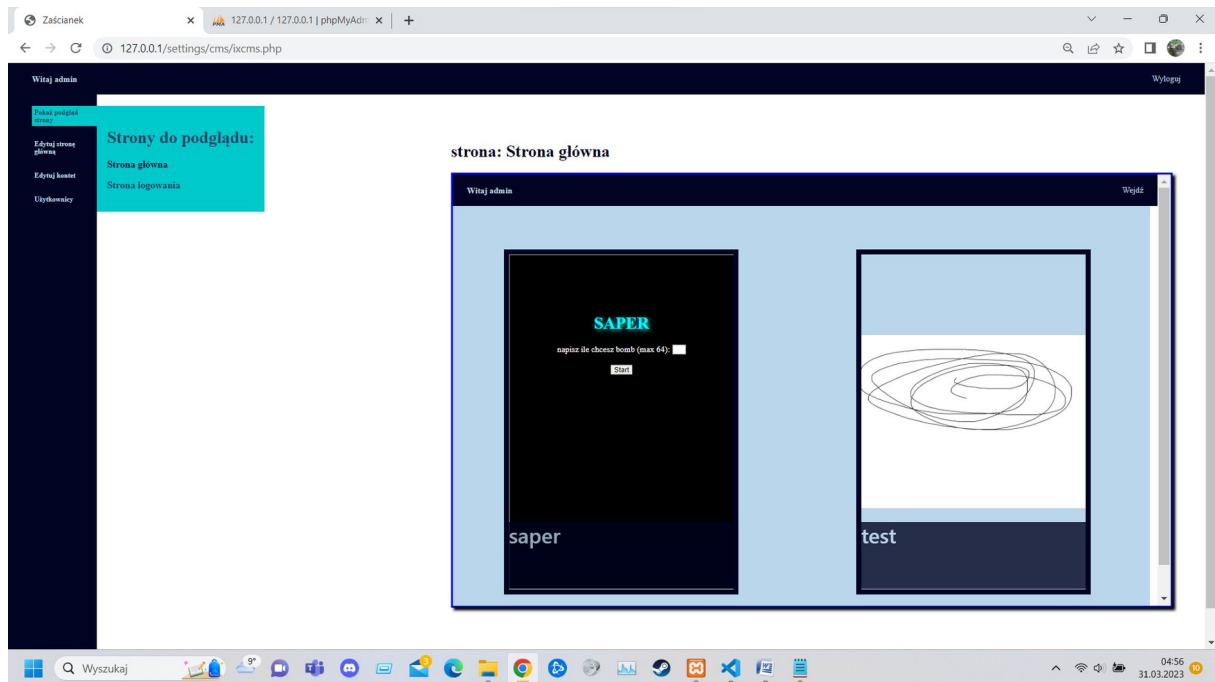 Zaścianek
127.0.0.1 / 127.0.0.1 | phpMyAdm
127.0.0.1/settings/cms/ixcms.php
Witaj admin
Wyloguj
Pokaż podgląd
strony
Edytuj stronę
główną
Edytuj kontet
Użytkownicy
Strony do podglądu:
Strona główna
Strona logowania
strona: Strona główna
Witaj admin
Wejdź
SAPER
napisz ile chcesz bomb (max 64):
Start
saper
test
Wyszukaj
9°
04:56
31.03.2023
10